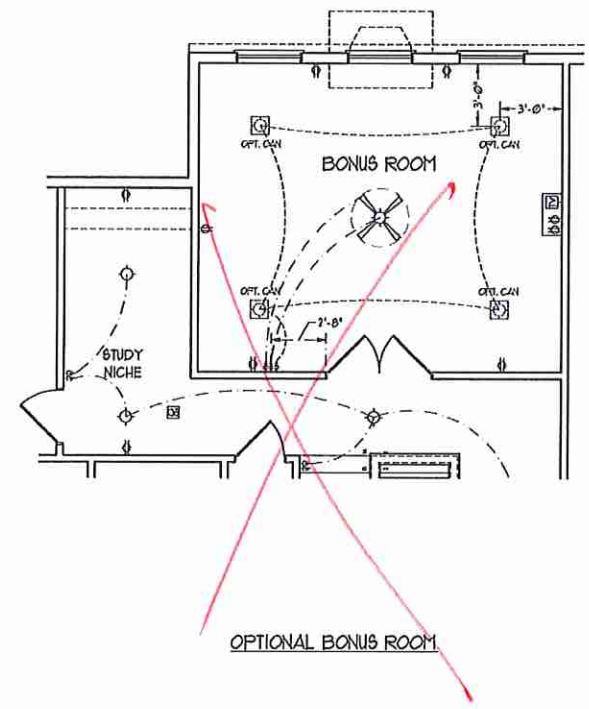 3'-0"
3'-0"
OPT. CAN
OPT. CAN
BONUS ROOM
OPT. CAN
OPT. CAN
2'-8"
STUDY
NICHE
OPTIONAL BONUS ROOM